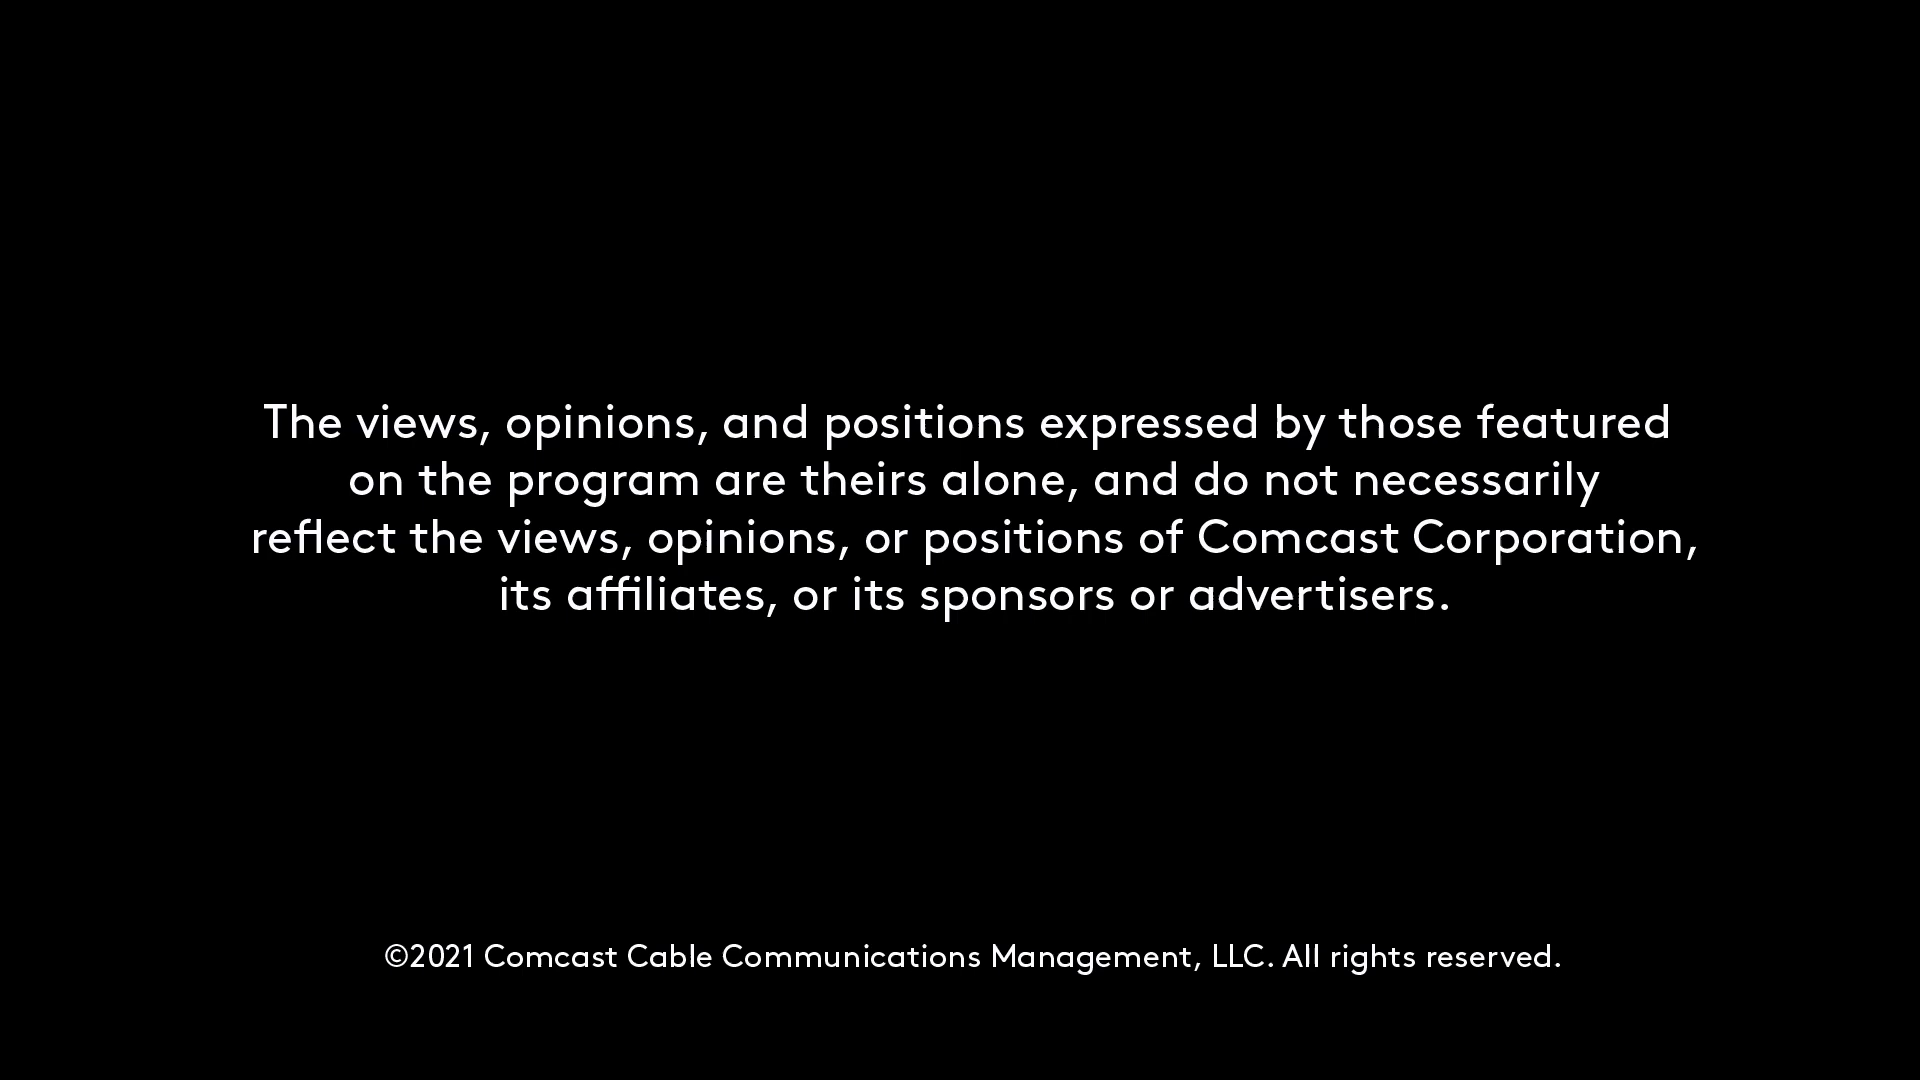 The views, opinions, and positions expressed by those featured
on the program are theirs alone, and do not necessarily
reflect the views, opinions, or positions of Comcast Corporation,
its affiliates, or its sponsors or advertisers.
©2021 Comcast Cable Communications Management, LLC. All rights reserved.